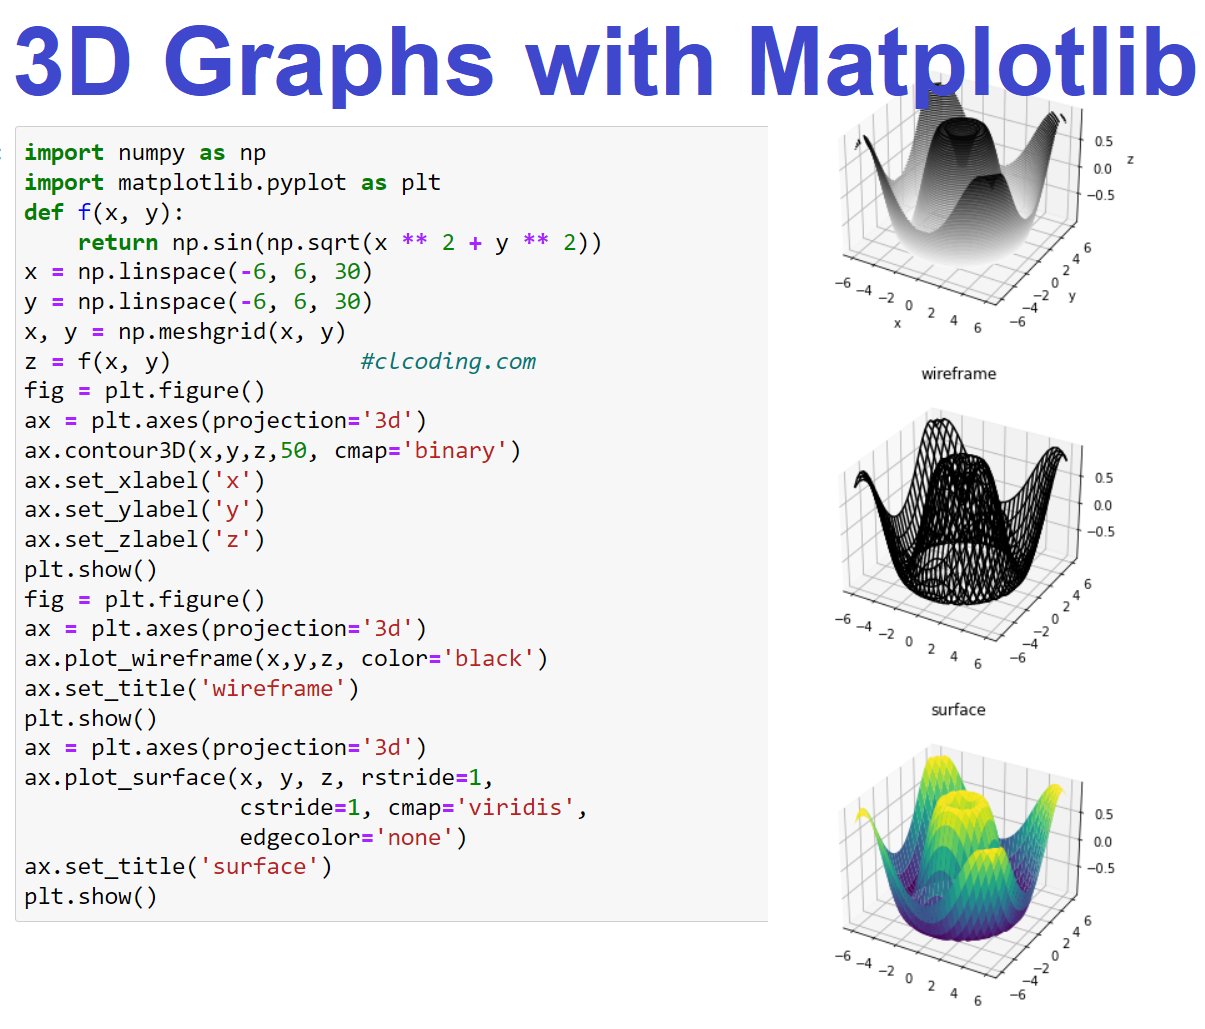 3D Graphs with Matplotlib
import numpy as np
import matplotlib.pyplot as plt
def f(x, y):
    return np.sin(np.sqrt(x ** 2 + y ** 2))
x = np.linspace(-6, 6, 30)
y = np.linspace(-6, 6, 30)
x, y = np.meshgrid(x, y)
z = f(x, y)              #clcoding.com
fig = plt.figure()
ax = plt.axes(projection='3d')
ax.contour3D(x,y,z,50, cmap='binary')
ax.set_xlabel('x')
ax.set_ylabel('y')
ax.set_zlabel('z')
plt.show()
fig = plt.figure()
ax = plt.axes(projection='3d')
ax.plot_wireframe(x,y,z, color='black')
ax.set_title('wireframe')
plt.show()
ax = plt.axes(projection='3d')
ax.plot_surface(x, y, z, rstride=1,
                cstride=1, cmap='viridis',
                edgecolor='none')
ax.set_title('surface')
plt.show()
0.5
0.0
−0.5
z
−6 −4 −2 0 2 4 6
x
−6 −4 −2 0 2 4 6
y
wireframe
0.5
0.0
−0.5
−6 −4 −2 0 2 4 6
−6 −4 −2 0 2 4 6
surface
0.5
0.0
−0.5
−6 −4 −2 0 2 4 6
−6 −4 −2 0 2 4 6